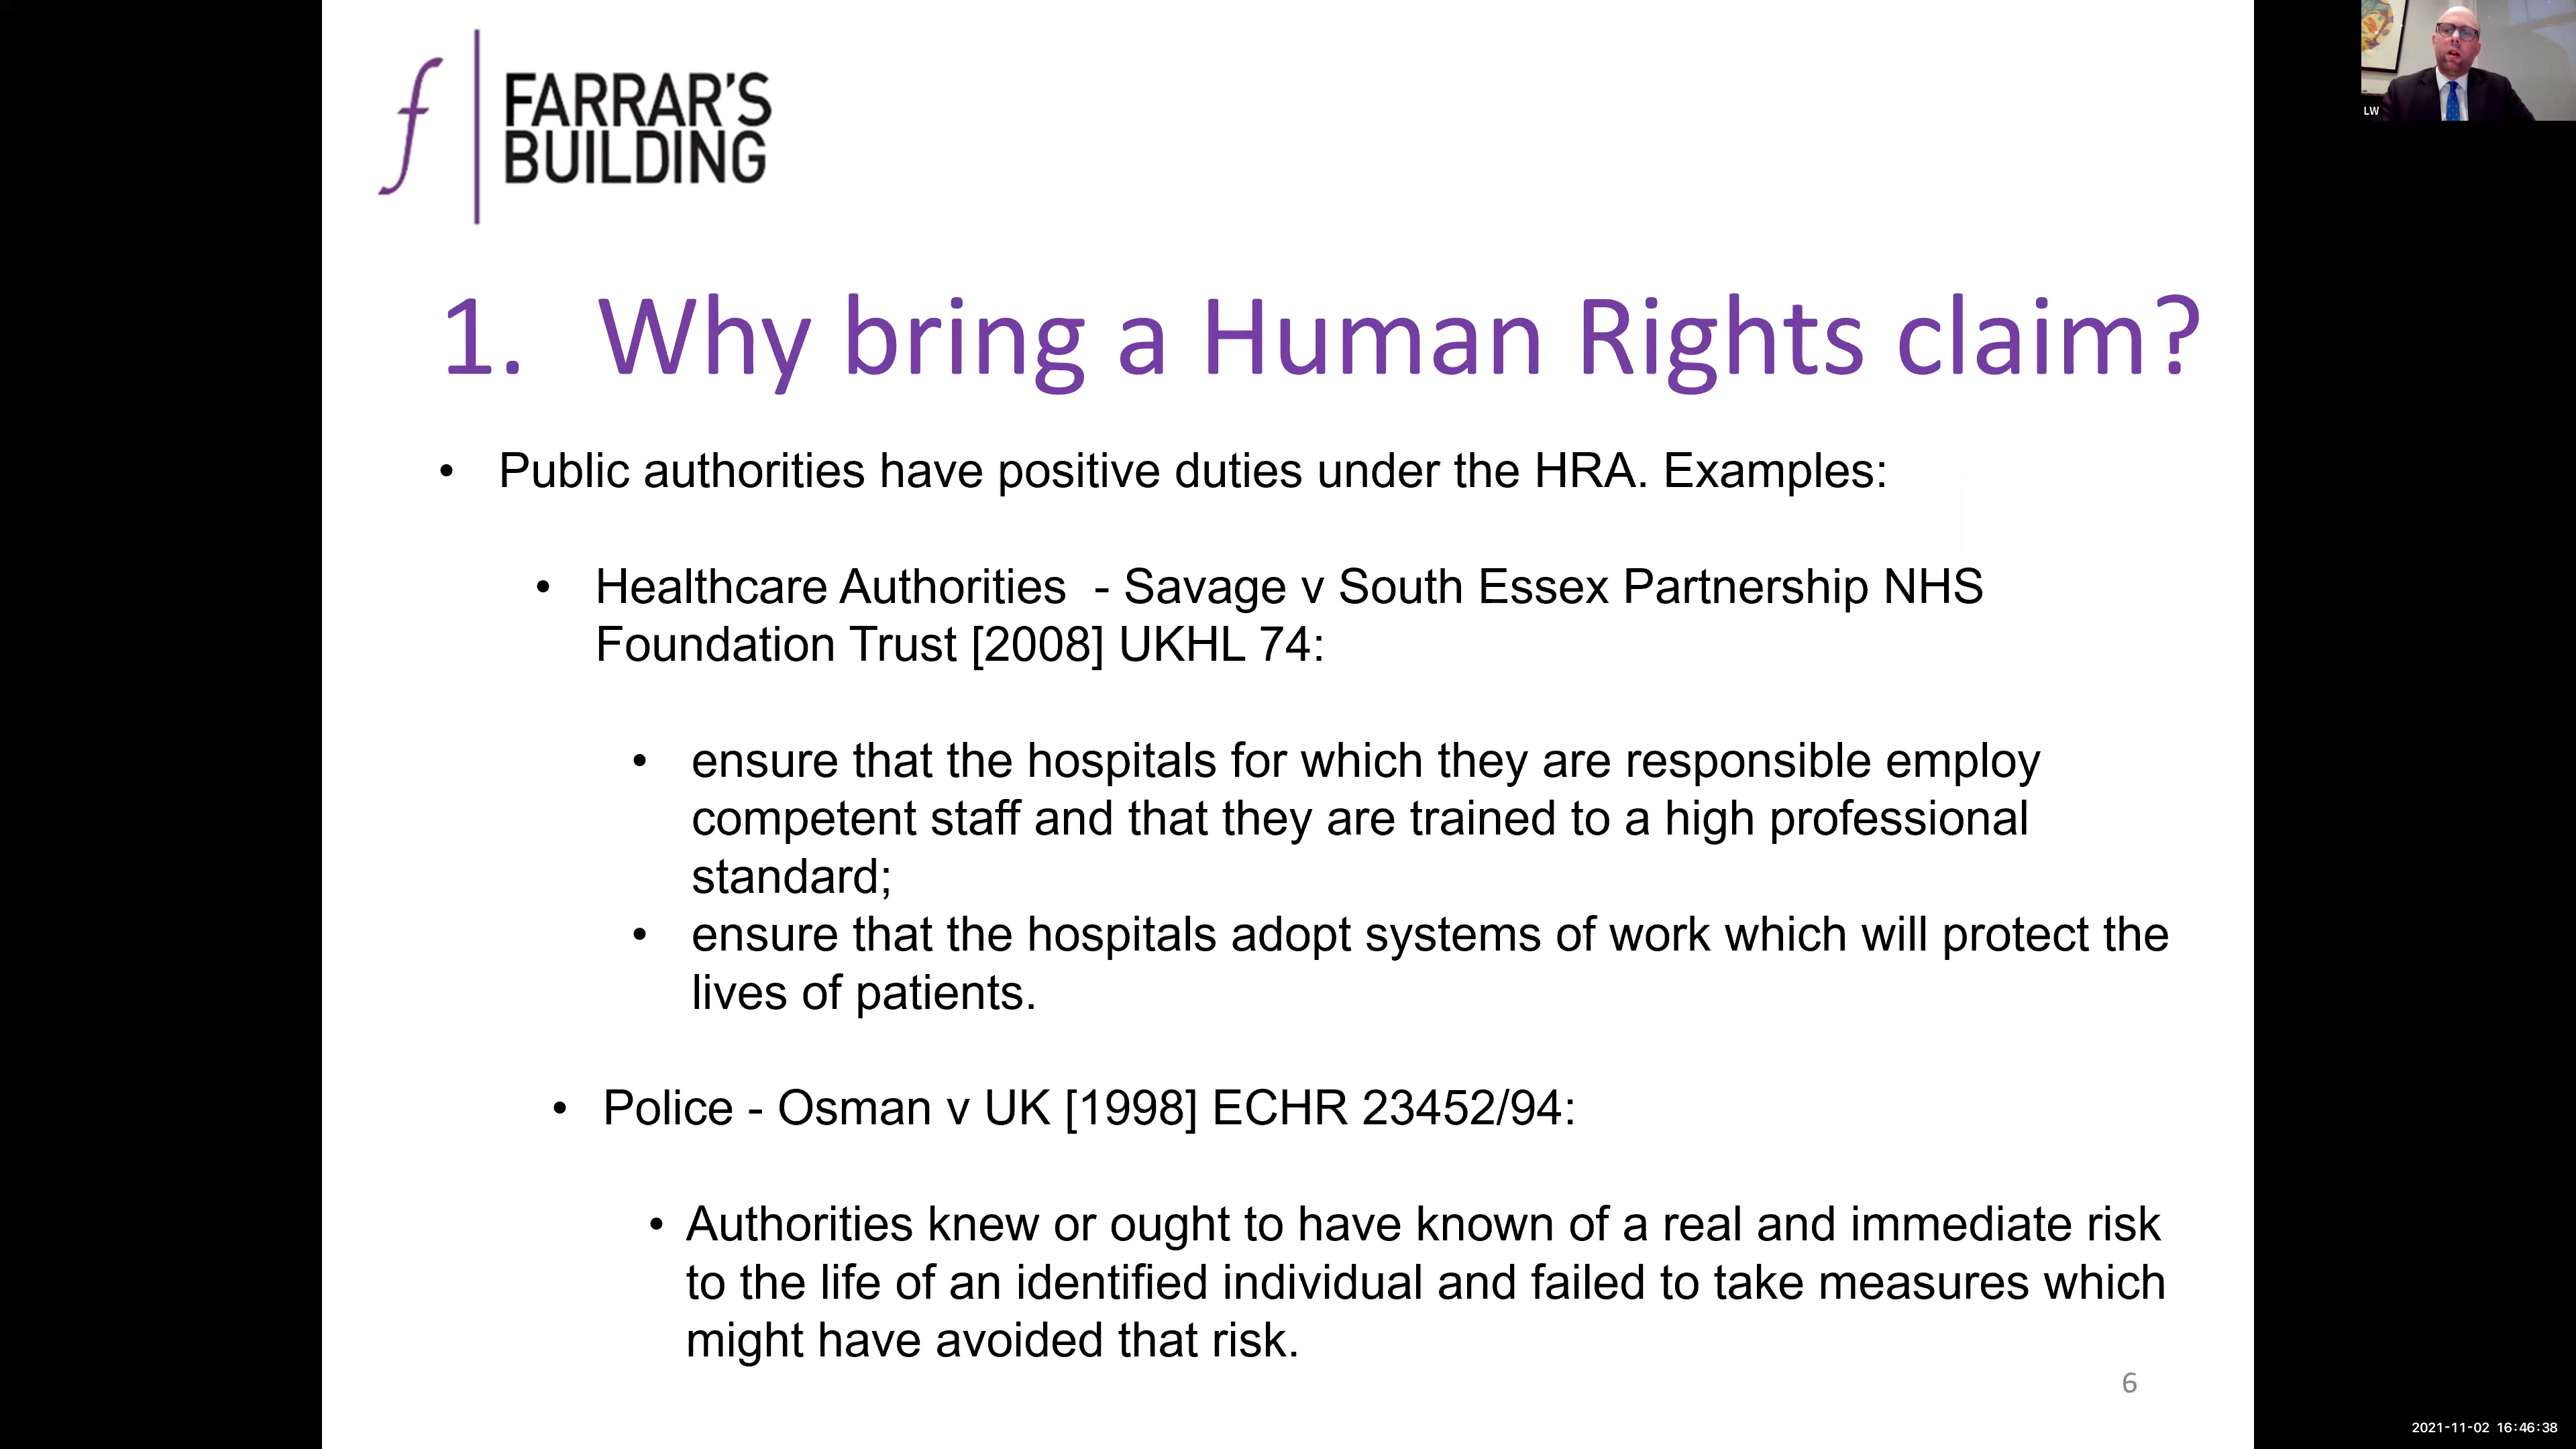 f
FARRAR'S
BUILDING
LW
1. Why bring a Human Rights claim?
• Public authorities have positive duties under the HRA. Examples:
• Healthcare Authorities  - Savage v South Essex Partnership NHS
Foundation Trust [2008] UKHL 74:
• ensure that the hospitals for which they are responsible employ
competent staff and that they are trained to a high professional
standard;
• ensure that the hospitals adopt systems of work which will protect the
lives of patients.
• Police - Osman v UK [1998] ECHR 23452/94:
• Authorities knew or ought to have known of a real and immediate risk
to the life of an identified individual and failed to take measures which
might have avoided that risk.
6
2021-11-02 16:46:38